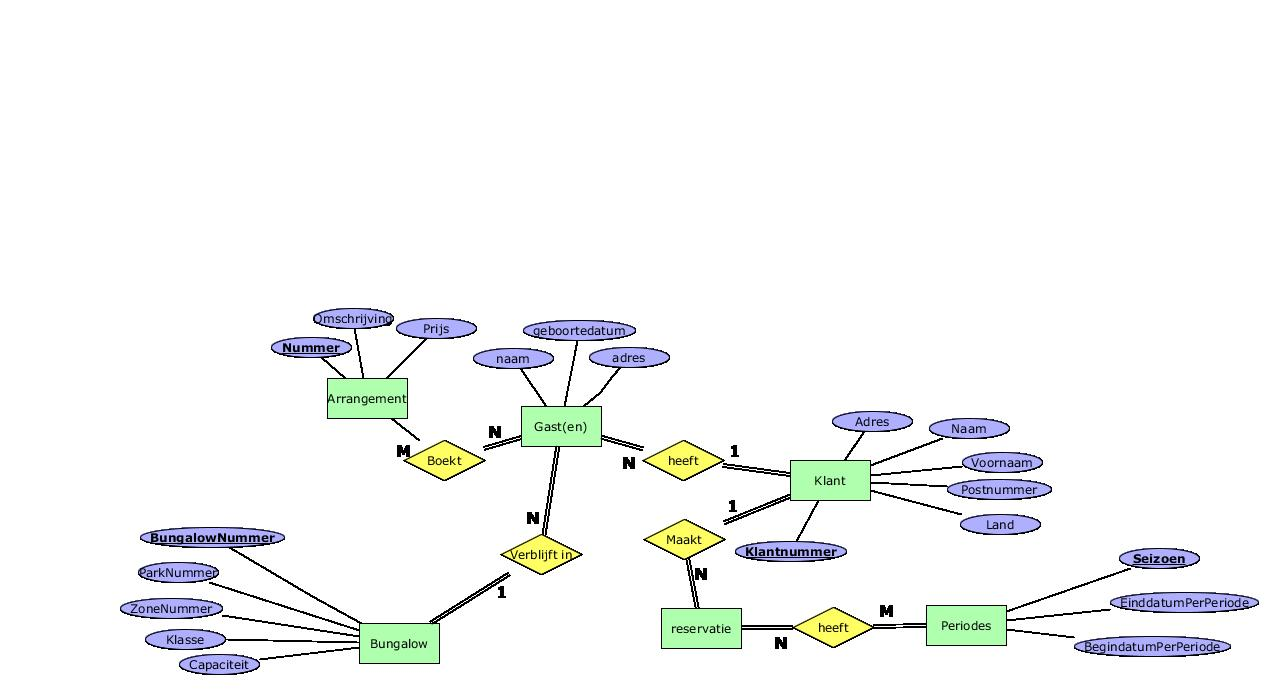 Omschrijving
Prijs
Nummer
geboortedatum
naam
adres
Arrangement
Gast(en)
Adres
Naam
N
M
Boekt
N
heeft
1
Klant
Voornaam
Postnummer
Land
1
N
BungalowNummer
Verblijft in
Maakt
Klantnummer
Seizoen
ParkNummer
N
1
ZoneNummer
EinddatumPerPeriode
M
Klasse
Bungalow
reservatie
N
heeft
Periodes
BegindatumPerPeriode
Capaciteit